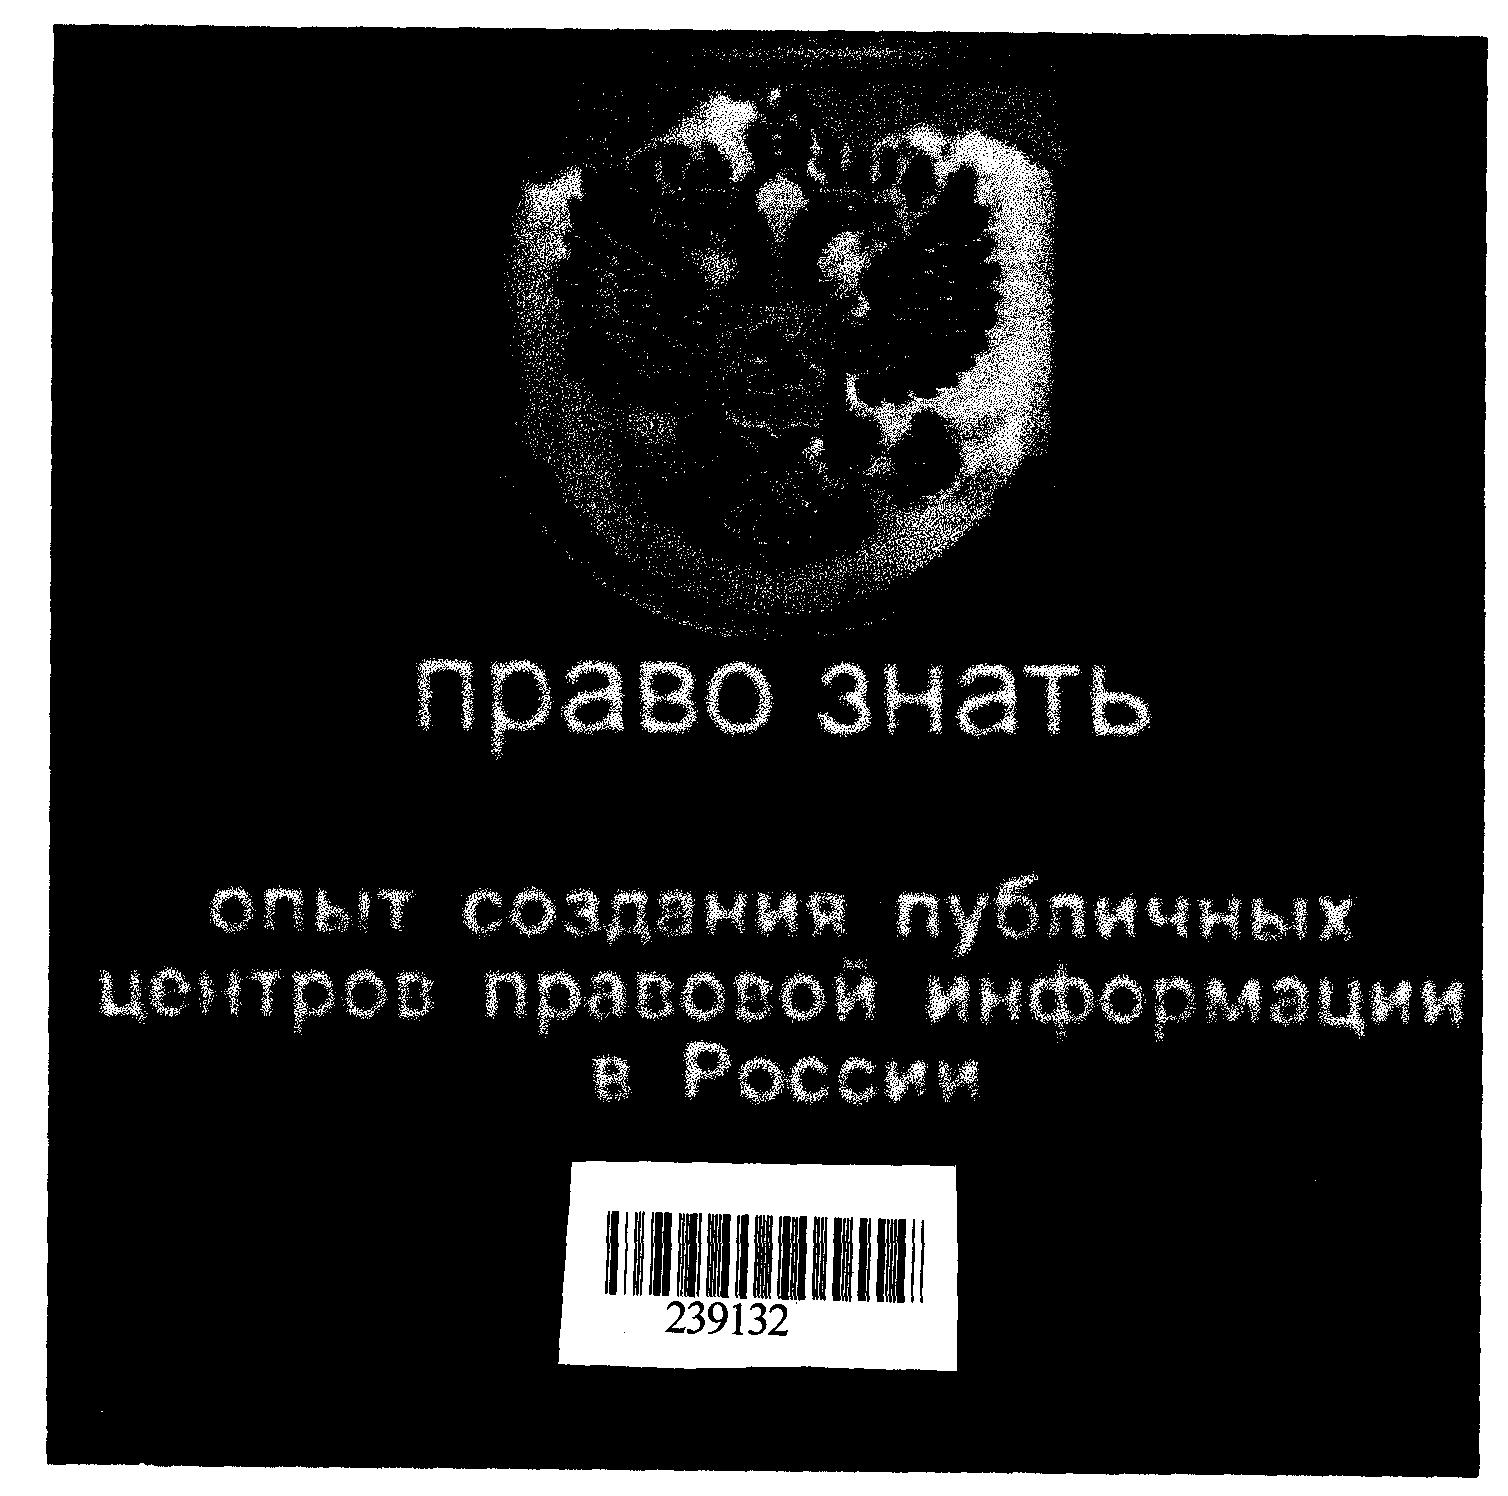 право знать
опыт создания публичных
центров правовой информации
в России
239132